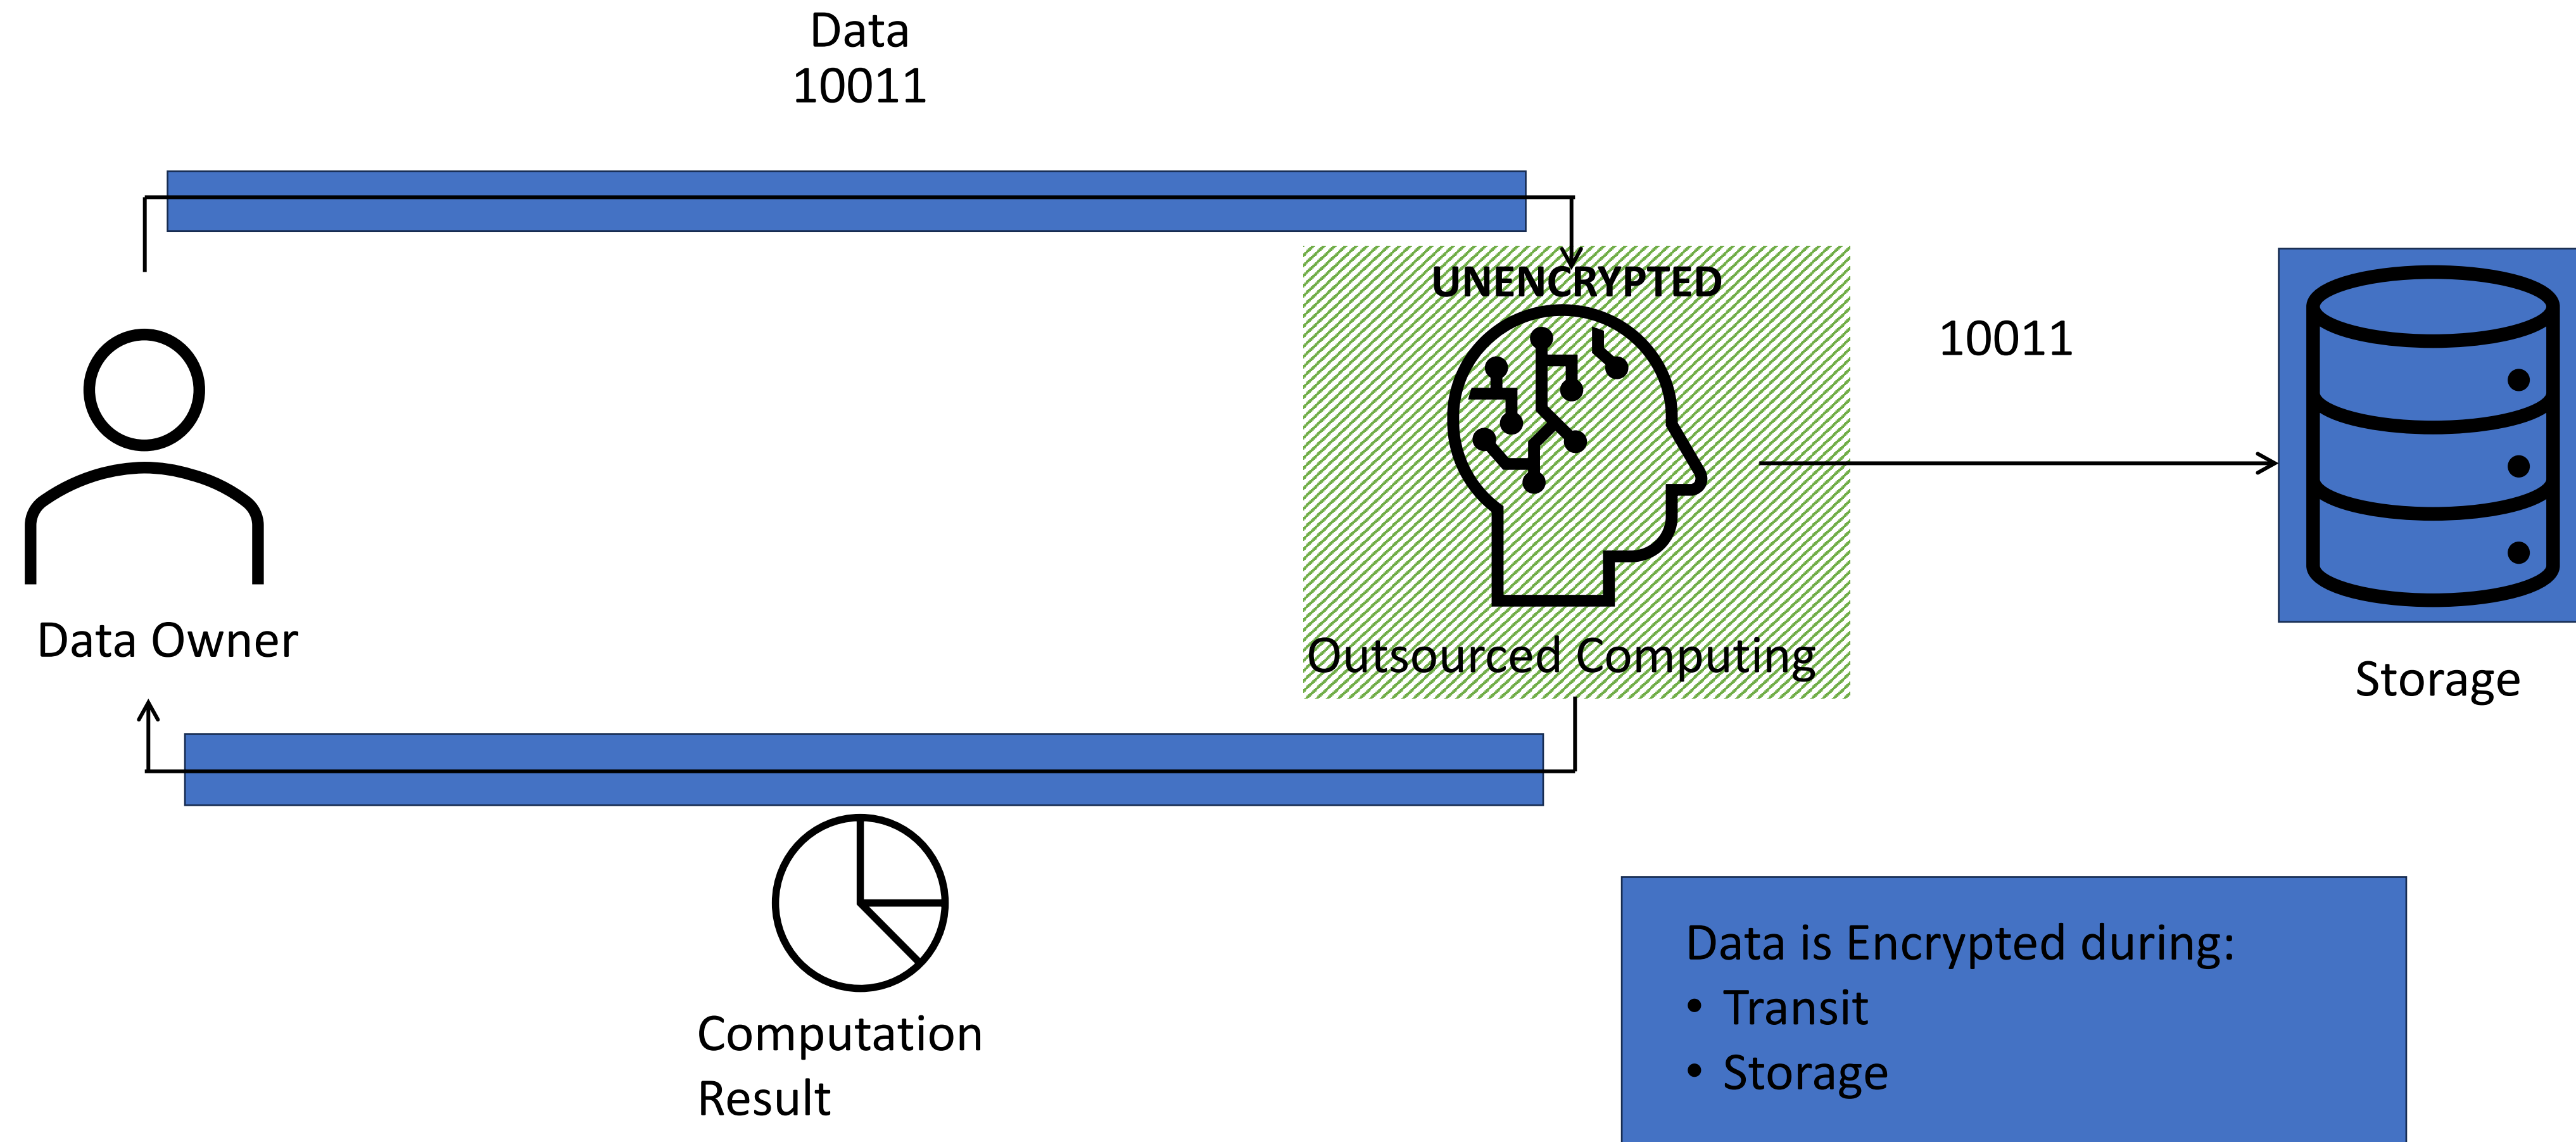 Data
10011
UNENCRYPTED
10011
Data Owner
Outsourced Computing
Storage
Computation
Result
Data is Encrypted during:
• Transit
• Storage